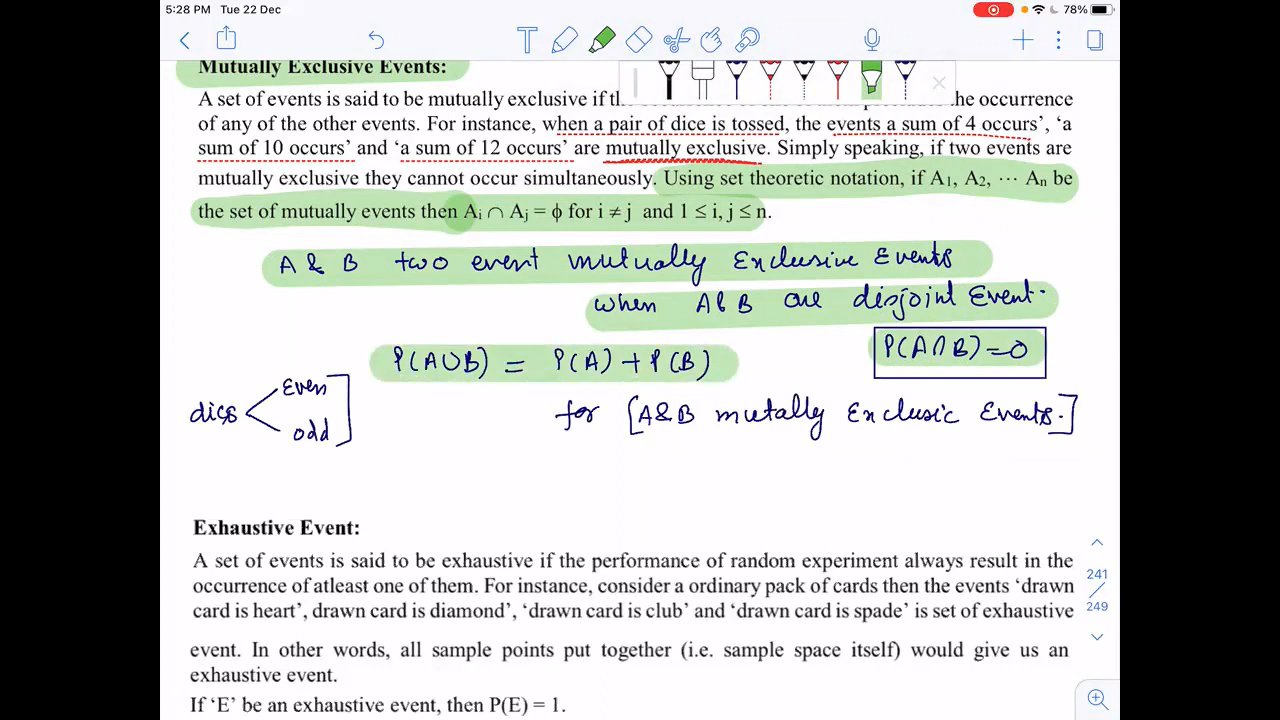 5:28 PM Tue 22 Dec
78%
Mutually Exclusive Events:
A set of events is said to be mutually exclusive if the occurrence
of any of the other events. For instance, when a pair of dice is tossed, the events a sum of 4 occurs’, ‘a
sum of 10 occurs’ and ‘a sum of 12 occurs’ are mutually exclusive. Simply speaking, if two events are
mutually exclusive they cannot occur simultaneously. Using set theoretic notation, if A₁, A₂, ⋯ Aₙ be
the set of mutually events then Aᵢ ∩ Aⱼ = ϕ for i ≠ j and 1 ≤ i, j ≤ n.
A & B two event mutually Exclusive Events
when A & B are disjoint Event.
P(A∪B) = P(A) + P(B)
P(A∩B) = 0
dies
Even
odd
for [A&B mutally Exclusic Events.]
Exhaustive Event:
A set of events is said to be exhaustive if the performance of random experiment always result in the
occurrence of atleast one of them. For instance, consider a ordinary pack of cards then the events ‘drawn
card is heart’, drawn card is diamond’, ‘drawn card is club’ and ‘drawn card is spade’ is set of exhaustive
event. In other words, all sample points put together (i.e. sample space itself) would give us an
exhaustive event.
If ‘E’ be an exhaustive event, then P(E) = 1.
241
249